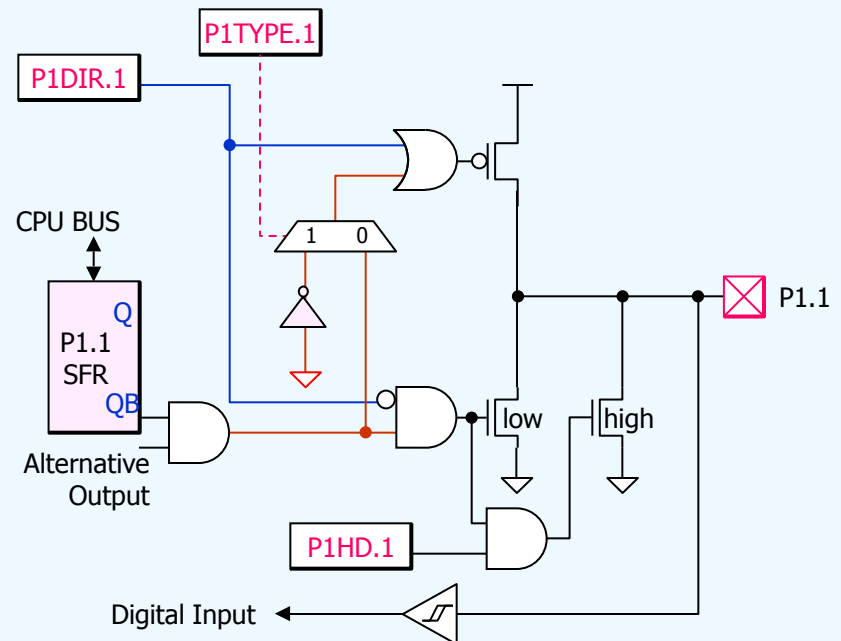 P1TYPE.1
P1DIR.1
CPU BUS
1 0
Q
P1.1
SFR
QB
P1.1
low
high
Alternative
Output
P1HD.1
Digital Input